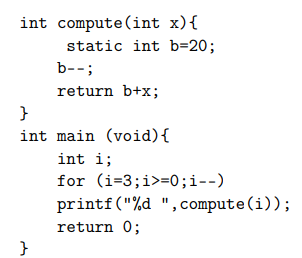 int compute(int x){
static int b=20;
b--;
return b+x;
}
int main (void){
int i;
for (i=3;i>=0;i--)
printf("%d ",compute(i));
return 0;
}